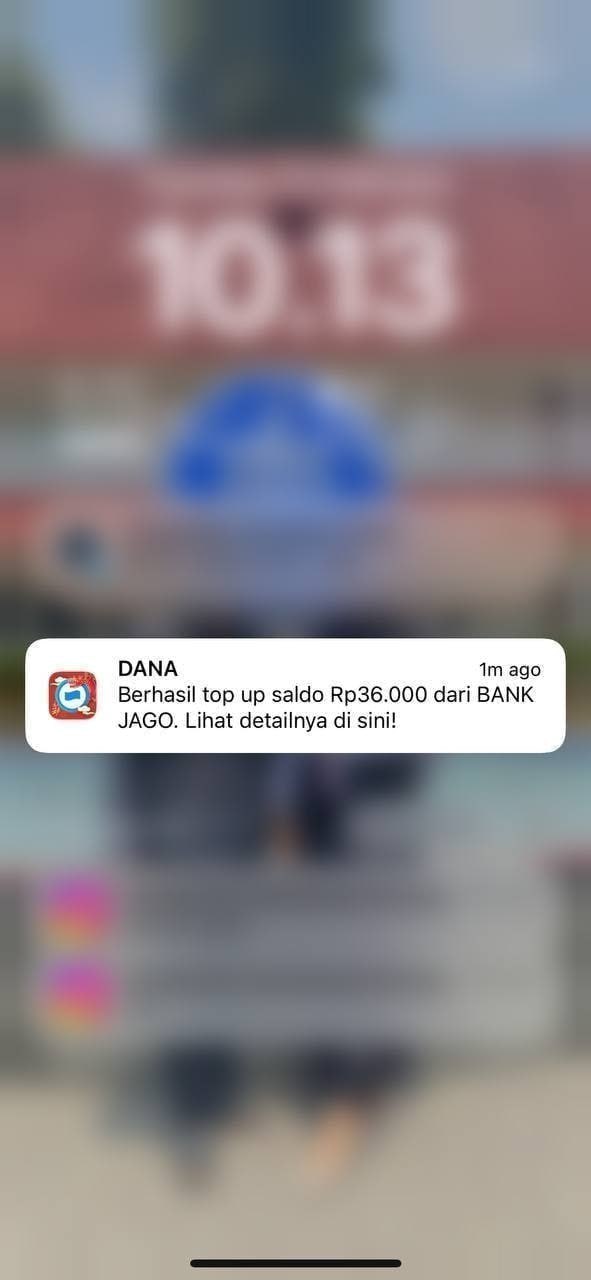 10.13
DANA
1m ago
Berhasil top up saldo Rp36.000 dari BANK
JAGO. Lihat detailnya di sini!